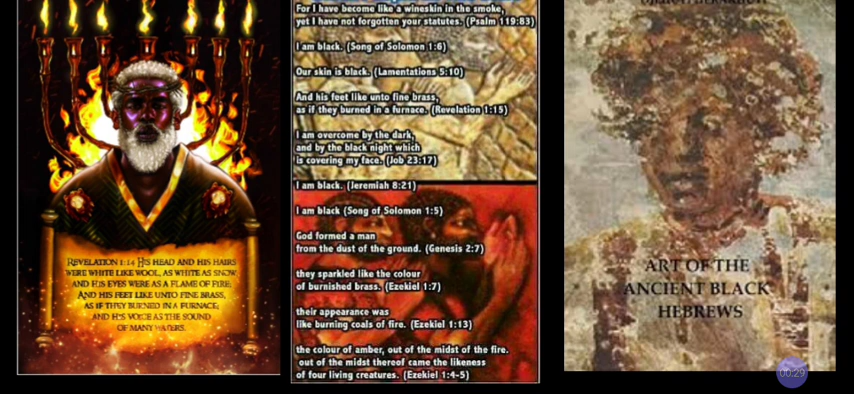 REVELATION 1:14 HIS HEAD AND HIS HAIRS
WERE WHITE LIKE WOOL, AS WHITE AS SNOW;
AND HIS EYES WERE AS A FLAME OF FIRE;
AND HIS FEET LIKE UNTO FINE BRASS,
AS IF THEY BURNED IN A FURNACE;
AND HIS VOICE AS THE SOUND
OF MANY WATERS.
For I have become like a wineskin in the smoke,
yet I have not forgotten your statutes. (Psalm 119:83)
I am black. (Song of Solomon 1:6)
Our skin is black. (Lamentations 5:10)
And his feet like unto fine brass,
as if they burned in a furnace. (Revelation 1:15)
I am overcome by the dark,
and by the black night which
is covering my face. (Job 23:17)
I am black. (Jeremiah 8:21)
I am black (Song of Solomon 1:5)
God formed a man
from the dust of the ground. (Genesis 2:7)
they sparkled like the colour
of burnished brass. (Ezekiel 1:7)
their appearance was
like burning coals of fire. (Ezekiel 1:13)
the colour of amber, out of the midst of the fire.
out of the midst thereof came the likeness
of four living creatures. (Ezekiel 1:4-5)
ART OF THE
ANCIENT BLACK
HEBREWS
00:29